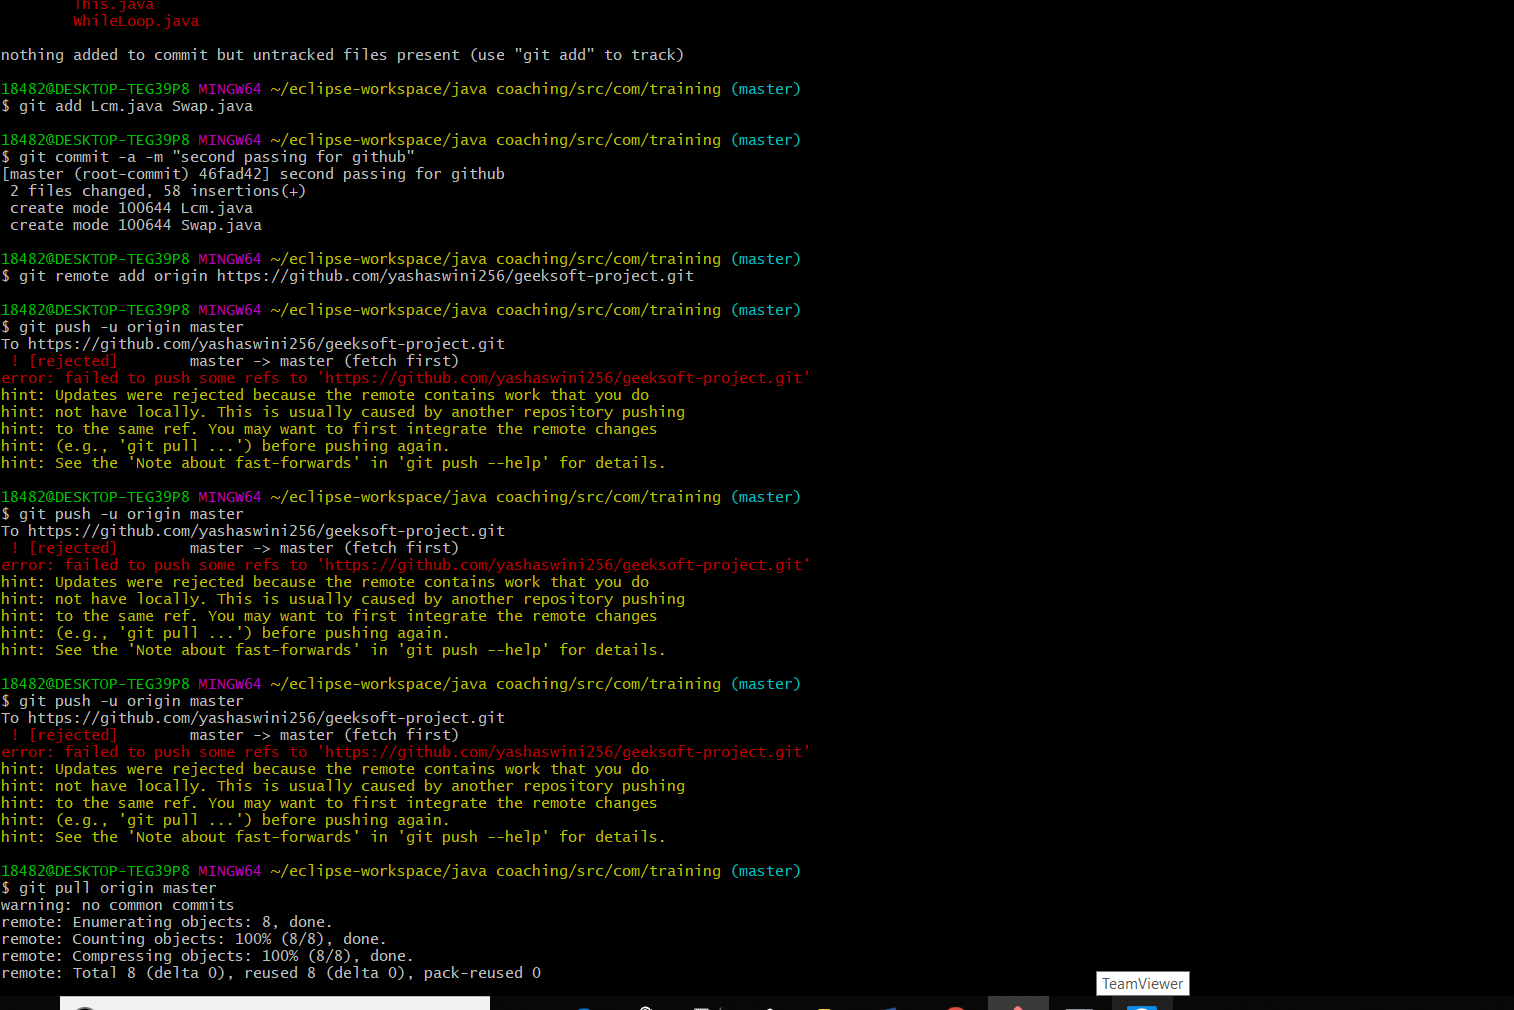 This.java
WhileLoop.java
nothing added to commit but untracked files present (use "git add" to track)
18482@DESKTOP-TEG39P8 MINGW64 ~/eclipse-workspace/java coaching/src/com/training (master)
$ git add Lcm.java Swap.java
18482@DESKTOP-TEG39P8 MINGW64 ~/eclipse-workspace/java coaching/src/com/training (master)
$ git commit -a -m "second passing for github"
[master (root-commit) 46fad42] second passing for github
2 files changed, 58 insertions(+)
create mode 100644 Lcm.java
create mode 100644 Swap.java
18482@DESKTOP-TEG39P8 MINGW64 ~/eclipse-workspace/java coaching/src/com/training (master)
$ git remote add origin https://github.com/yashaswini256/geeksoft-project.git
18482@DESKTOP-TEG39P8 MINGW64 ~/eclipse-workspace/java coaching/src/com/training (master)
$ git push -u origin master
To https://github.com/yashaswini256/geeksoft-project.git
! [rejected] master -> master (fetch first)
error: failed to push some refs to 'https://github.com/yashaswini256/geeksoft-project.git'
hint: Updates were rejected because the remote contains work that you do
hint: not have locally. This is usually caused by another repository pushing
hint: to the same ref. You may want to first integrate the remote changes
hint: (e.g., 'git pull ...') before pushing again.
hint: See the 'Note about fast-forwards' in 'git push --help' for details.
18482@DESKTOP-TEG39P8 MINGW64 ~/eclipse-workspace/java coaching/src/com/training (master)
$ git push -u origin master
To https://github.com/yashaswini256/geeksoft-project.git
! [rejected] master -> master (fetch first)
error: failed to push some refs to 'https://github.com/yashaswini256/geeksoft-project.git'
hint: Updates were rejected because the remote contains work that you do
hint: not have locally. This is usually caused by another repository pushing
hint: to the same ref. You may want to first integrate the remote changes
hint: (e.g., 'git pull ...') before pushing again.
hint: See the 'Note about fast-forwards' in 'git push --help' for details.
18482@DESKTOP-TEG39P8 MINGW64 ~/eclipse-workspace/java coaching/src/com/training (master)
$ git push -u origin master
To https://github.com/yashaswini256/geeksoft-project.git
! [rejected] master -> master (fetch first)
error: failed to push some refs to 'https://github.com/yashaswini256/geeksoft-project.git'
hint: Updates were rejected because the remote contains work that you do
hint: not have locally. This is usually caused by another repository pushing
hint: to the same ref. You may want to first integrate the remote changes
hint: (e.g., 'git pull ...') before pushing again.
hint: See the 'Note about fast-forwards' in 'git push --help' for details.
18482@DESKTOP-TEG39P8 MINGW64 ~/eclipse-workspace/java coaching/src/com/training (master)
$ git pull origin master
warning: no common commits
remote: Enumerating objects: 8, done.
remote: Counting objects: 100% (8/8), done.
remote: Compressing objects: 100% (8/8), done.
remote: Total 8 (delta 0), reused 8 (delta 0), pack-reused 0
TeamViewer